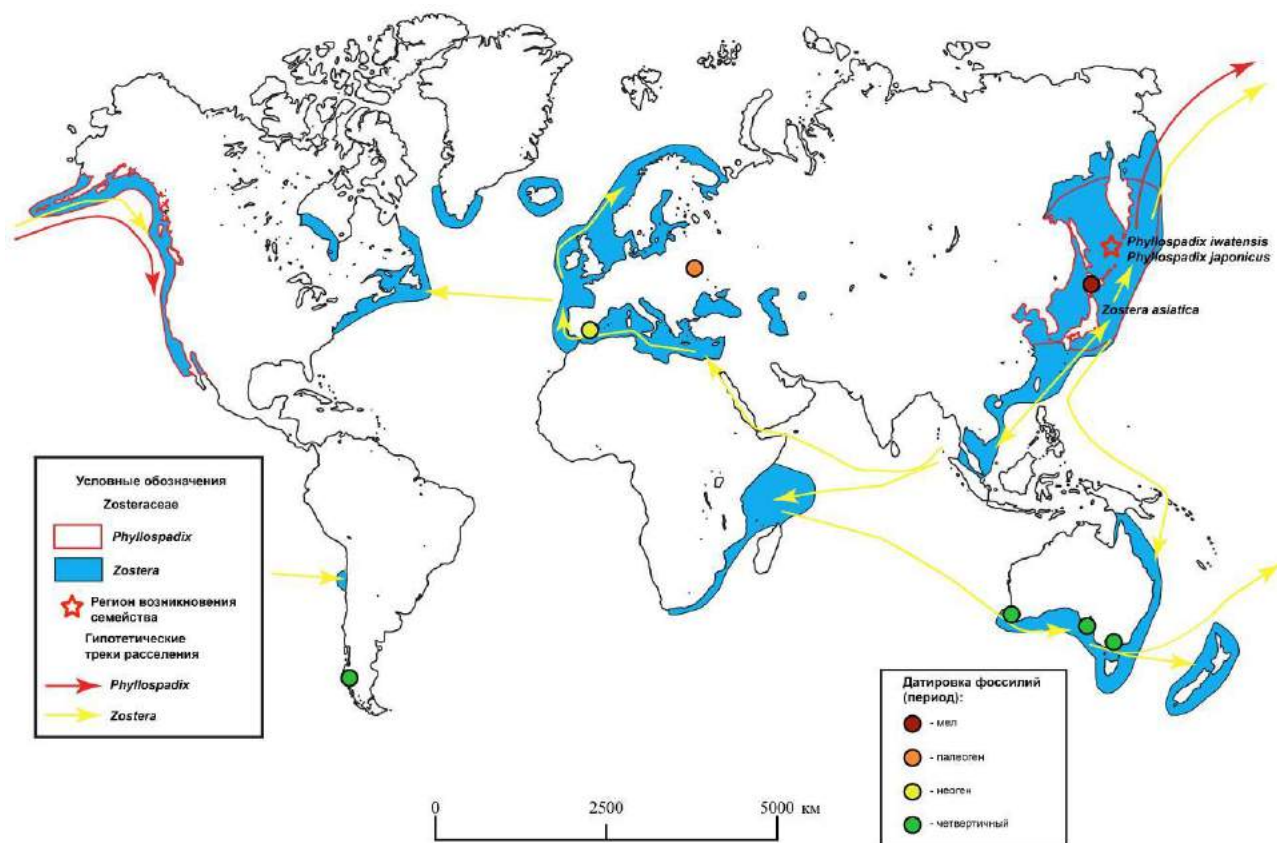 Phyllospadix iwatensis
Phyllospadix japonicus
Zostera asiatica
Условные обозначения
Zosteraceae
Phyllospadix
Zostera
Регион возникновения
семейства
Гипотетические
треки расселения
Phyllospadix
Zostera
Датировка фоссилий
(период):
- мел
- палеоген
- неоген
- четвертичный
0 2500 5000 км